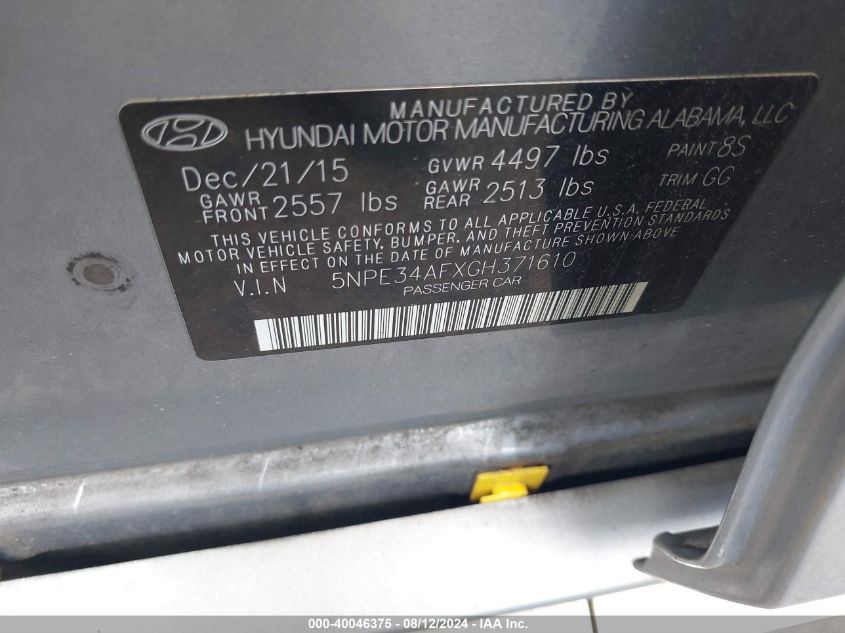 MANUFACTURED BY
HYUNDAI MOTOR MANUFACTURING ALABAMA, LLC
Dec/21/15 GVWR 4497 lbs PAINT 8S
GAWR FRONT 2557 lbs GAWR REAR 2513 lbs TRIM GG
THIS VEHICLE CONFORMS TO ALL APPLICABLE U.S.A. FEDERAL
MOTOR VEHICLE SAFETY, BUMPER, AND THEFT PREVENTION STANDARDS
IN EFFECT ON THE DATE OF MANUFACTURE SHOWN ABOVE
V.I.N 5NPE34AFXGH371610
PASSENGER CAR
000-40046375 - 08/12/2024 - IAA, Inc.